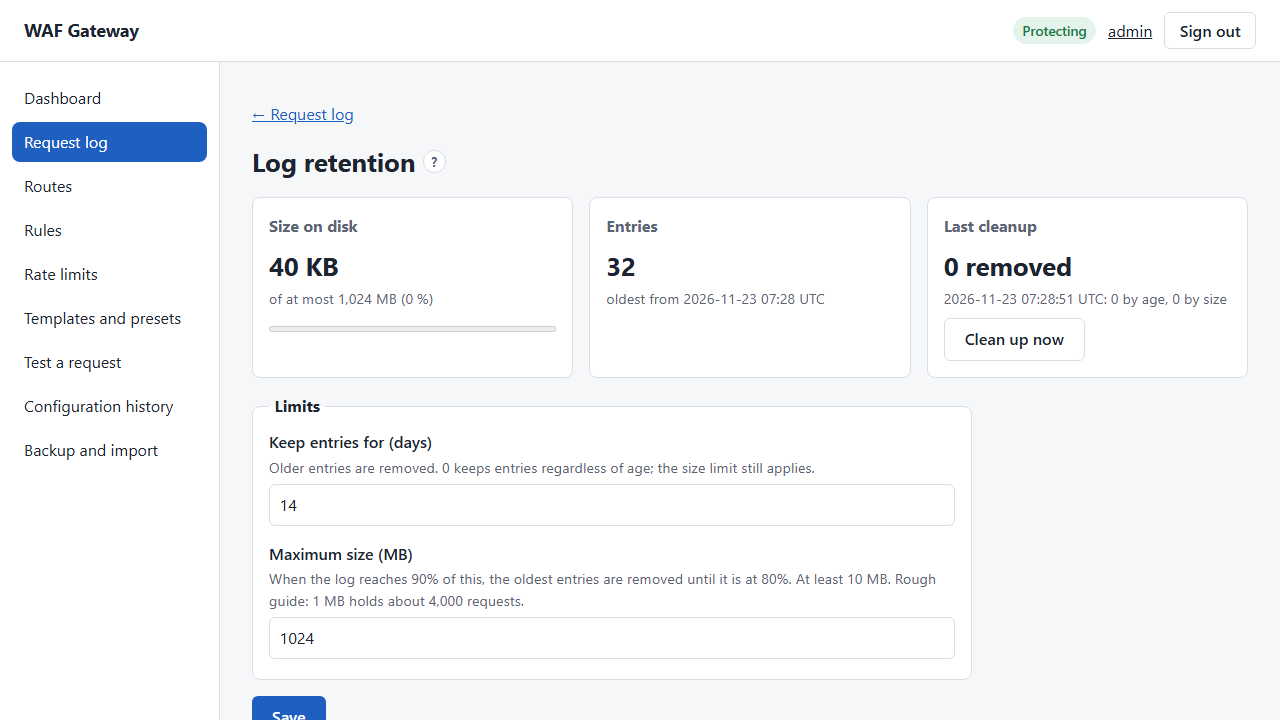 WAF Gateway
Protecting
admin
Sign out
Dashboard
Request log
Routes
Rules
Rate limits
Templates and presets
Test a request
Configuration history
Backup and import
← Request log
Log retention ?
Size on disk
40 KB
of at most 1,024 MB (0 %)
Entries
32
oldest from 2026-11-23 07:28 UTC
Last cleanup
0 removed
2026-11-23 07:28:51 UTC: 0 by age, 0 by size
Clean up now
Limits
Keep entries for (days)
Older entries are removed. 0 keeps entries regardless of age; the size limit still applies.
14
Maximum size (MB)
When the log reaches 90% of this, the oldest entries are removed until it is at 80%. At least 10 MB. Rough
guide: 1 MB holds about 4,000 requests.
1024
Save